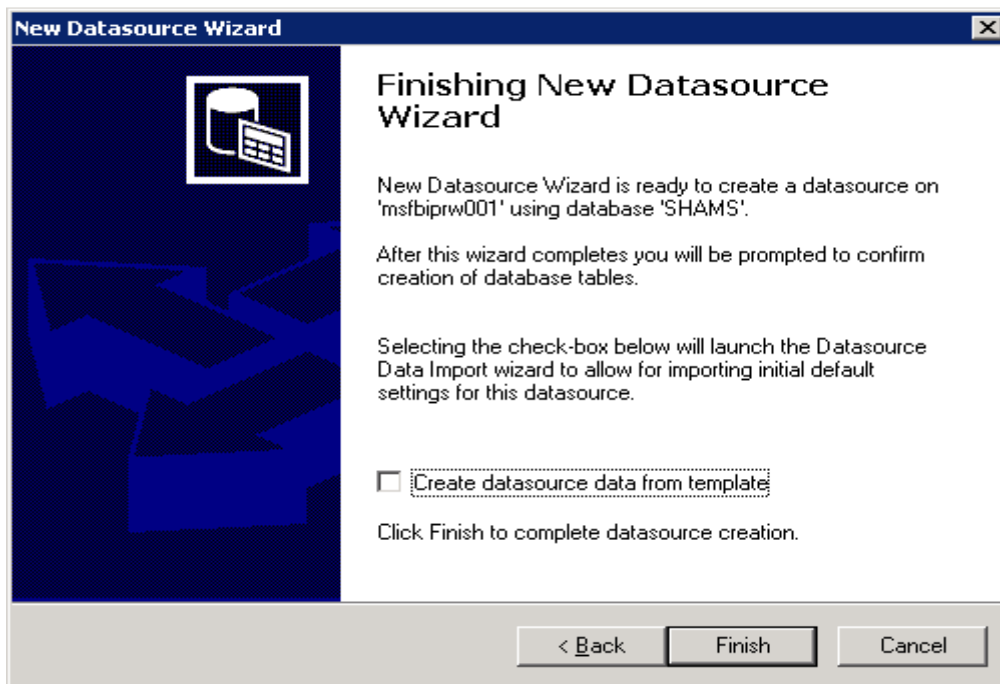 New Datasource Wizard
Finishing New Datasource
Wizard
New Datasource Wizard is ready to create a datasource on
'msfbiprw001' using database 'SHAMS'.
After this wizard completes you will be prompted to confirm
creation of database tables.
Selecting the check-box below will launch the Datasource
Data Import wizard to allow for importing initial default
settings for this datasource.
Create datasource data from template
Click Finish to complete datasource creation.
< Back Finish Cancel